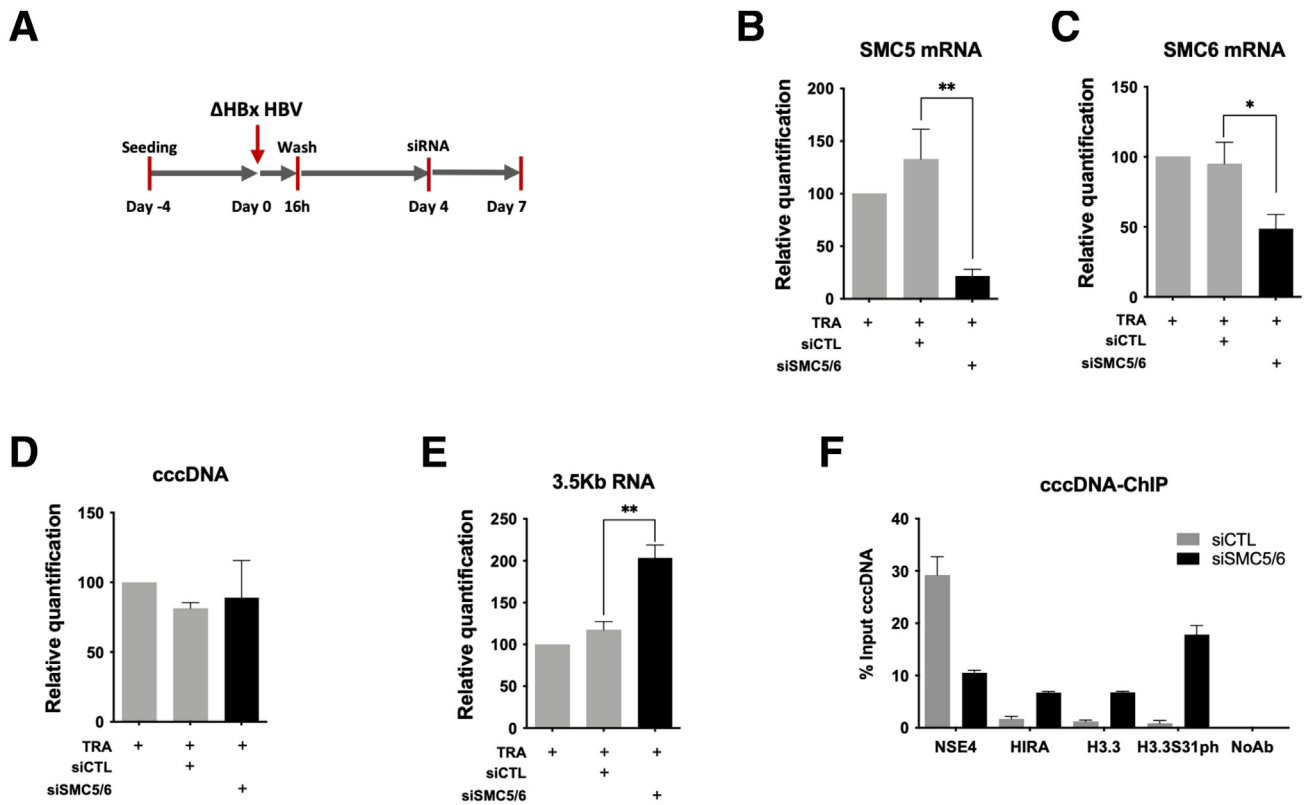 A
ΔHBx HBV
Seeding
Wash
siRNA
Day -4
Day 0
16h
Day 4
Day 7
B
SMC5 mRNA
Relative quantification
200
150
100
50
0
**
TRA + + +
siCTL +
siSMC5/6 +
C
SMC6 mRNA
Relative quantification
150
100
50
0
*
TRA + + +
siCTL +
siSMC5/6 +
D
cccDNA
Relative quantification
150
100
50
0
TRA + + +
siCTL +
siSMC5/6 +
E
3.5Kb RNA
Relative quantification
250
200
150
100
50
0
**
TRA + + +
siCTL +
siSMC5/6 +
F
cccDNA-ChIP
% Input cccDNA
40
30
20
10
0
siCTL
siSMC5/6
NSE4 HIRA H3.3 H3.3S31ph NoAb